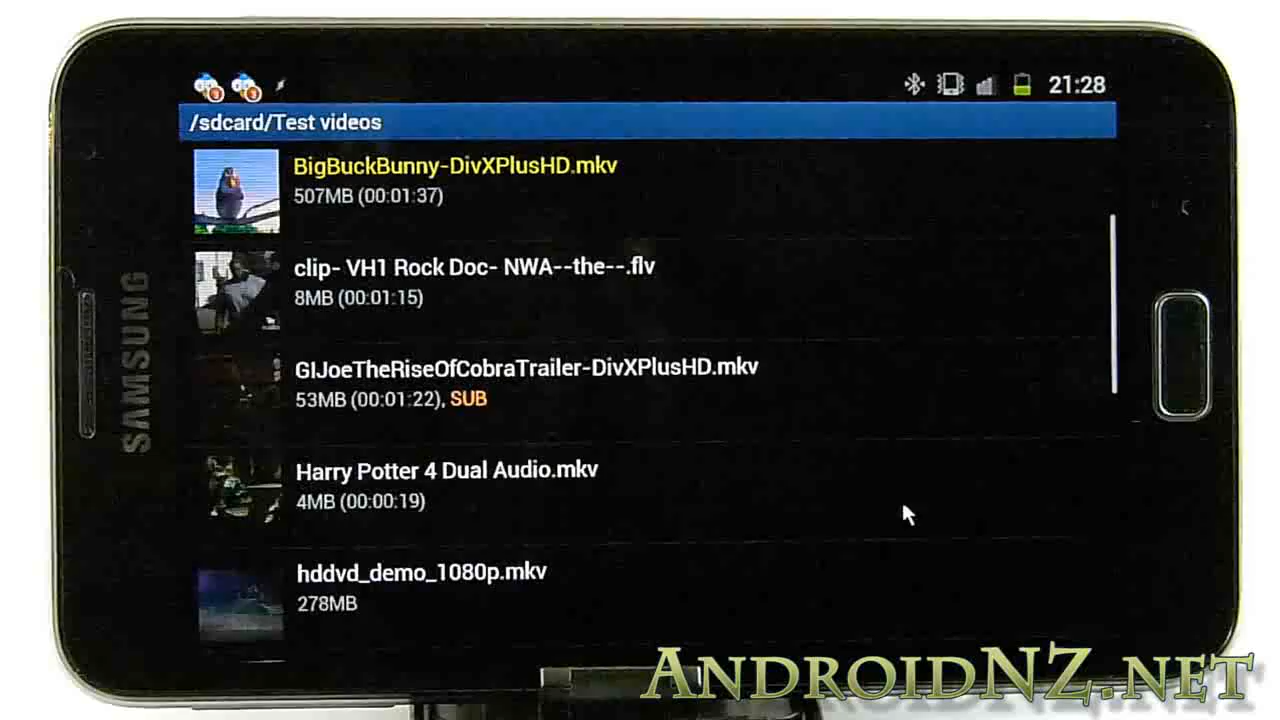 21:28
/sdcard/Test videos
BigBuckBunny-DivXPlusHD.mkv
507MB (00:01:37)
clip- VH1 Rock Doc- NWA--the--.flv
8MB (00:01:15)
GIJoeTheRiseOfCobraTrailer-DivXPlusHD.mkv
53MB (00:01:22), SUB
Harry Potter 4 Dual Audio.mkv
4MB (00:00:19)
hddvd_demo_1080p.mkv
278MB
SAMSUNG
ANDROIDNZ.NET